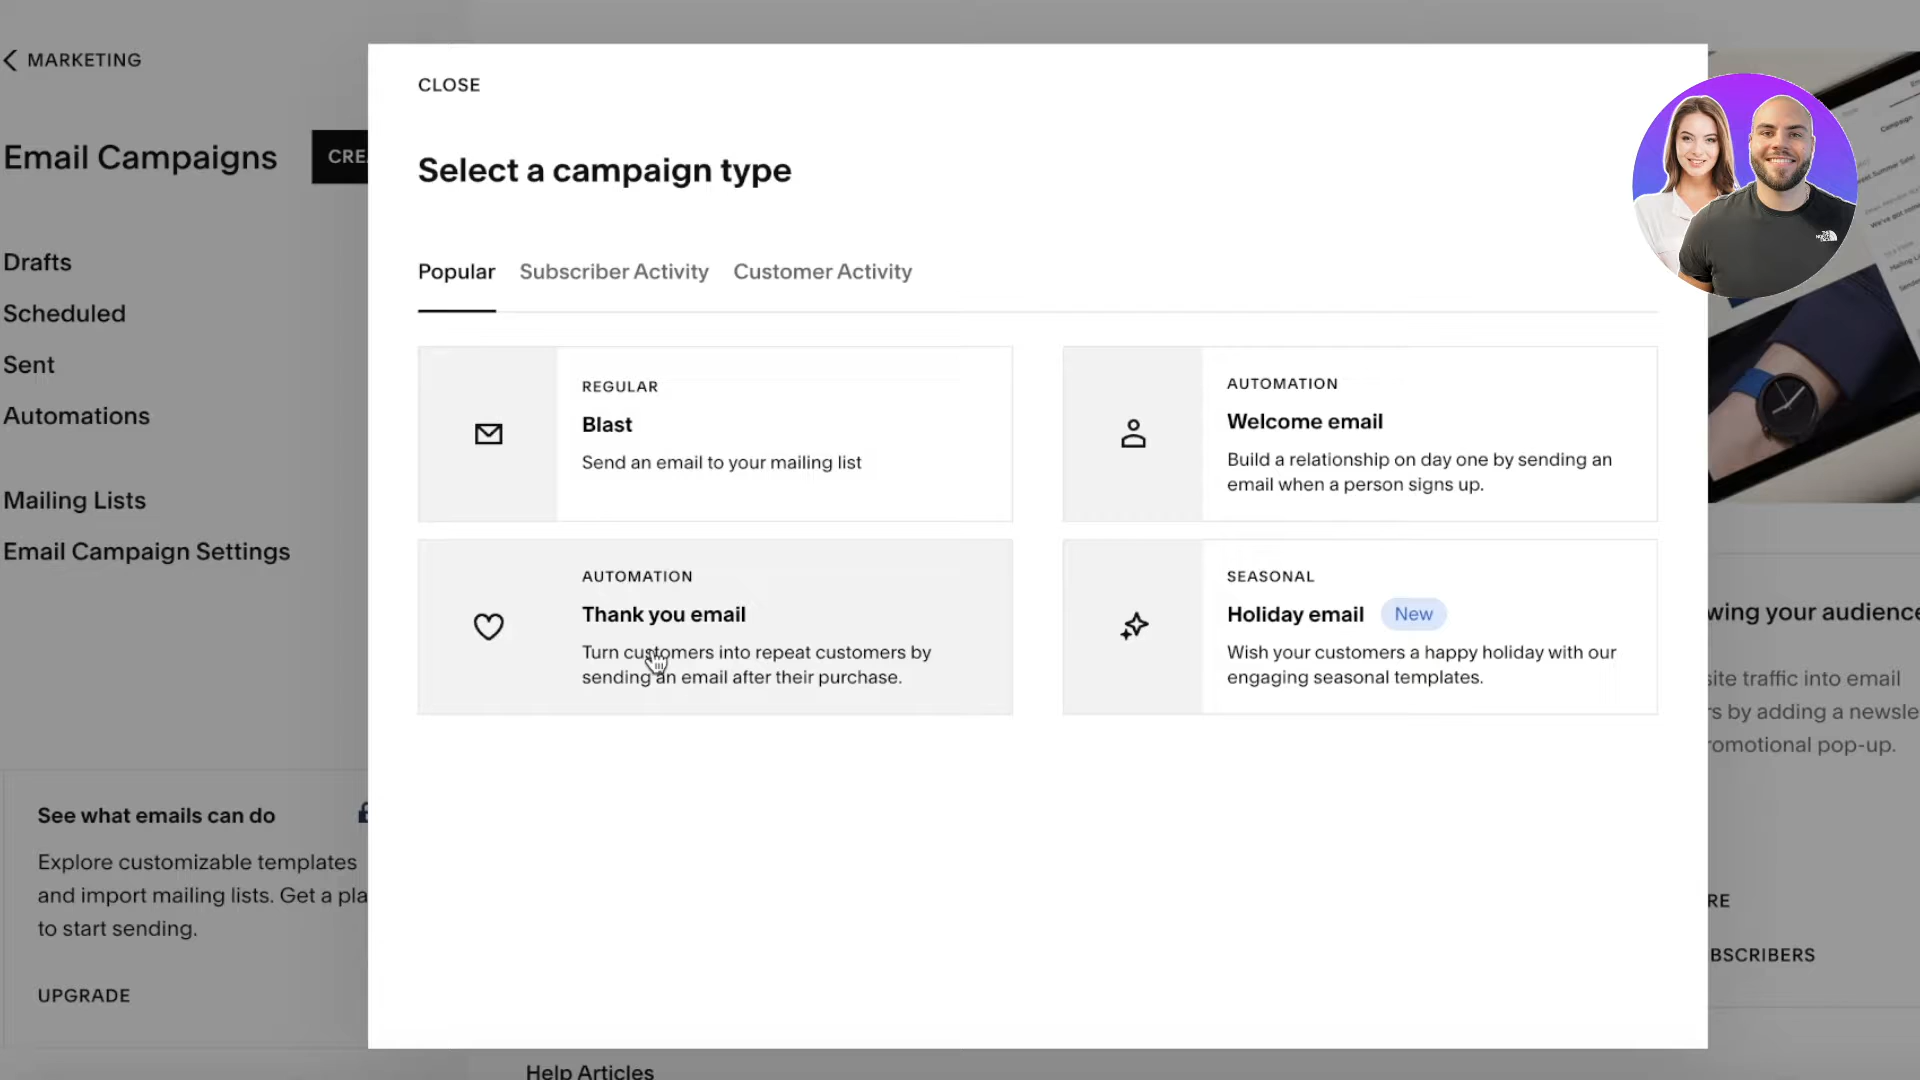 MARKETING
Email Campaigns
CREA
Drafts
Scheduled
Sent
Automations
Mailing Lists
Email Campaign Settings
See what emails can do
Explore customizable templates
and import mailing lists. Get a pla
to start sending.
UPGRADE
CLOSE
Select a campaign type
Popular
Subscriber Activity
Customer Activity
REGULAR
Blast
Send an email to your mailing list
AUTOMATION
Welcome email
Build a relationship on day one by sending an
email when a person signs up.
AUTOMATION
Thank you email
Turn customers into repeat customers by
sending an email after their purchase.
SEASONAL
Holiday email
New
Wish your customers a happy holiday with our
engaging seasonal templates.
Campaign
wing your audience
site traffic into email
rs by adding a newsle
romotional pop-up.
RE
BSCRIBERS
Help Articles